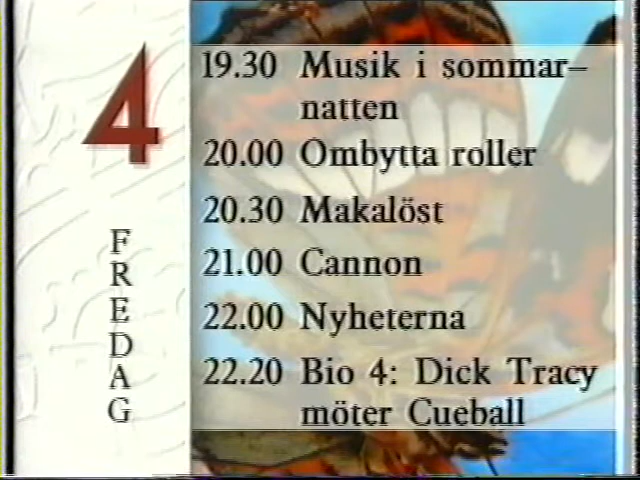 4
FREDAG
19.30 Musik i sommar–
natten
20.00 Ombytta roller
20.30 Makalöst
21.00 Cannon
22.00 Nyheterna
22.20 Bio 4: Dick Tracy
möter Cueball